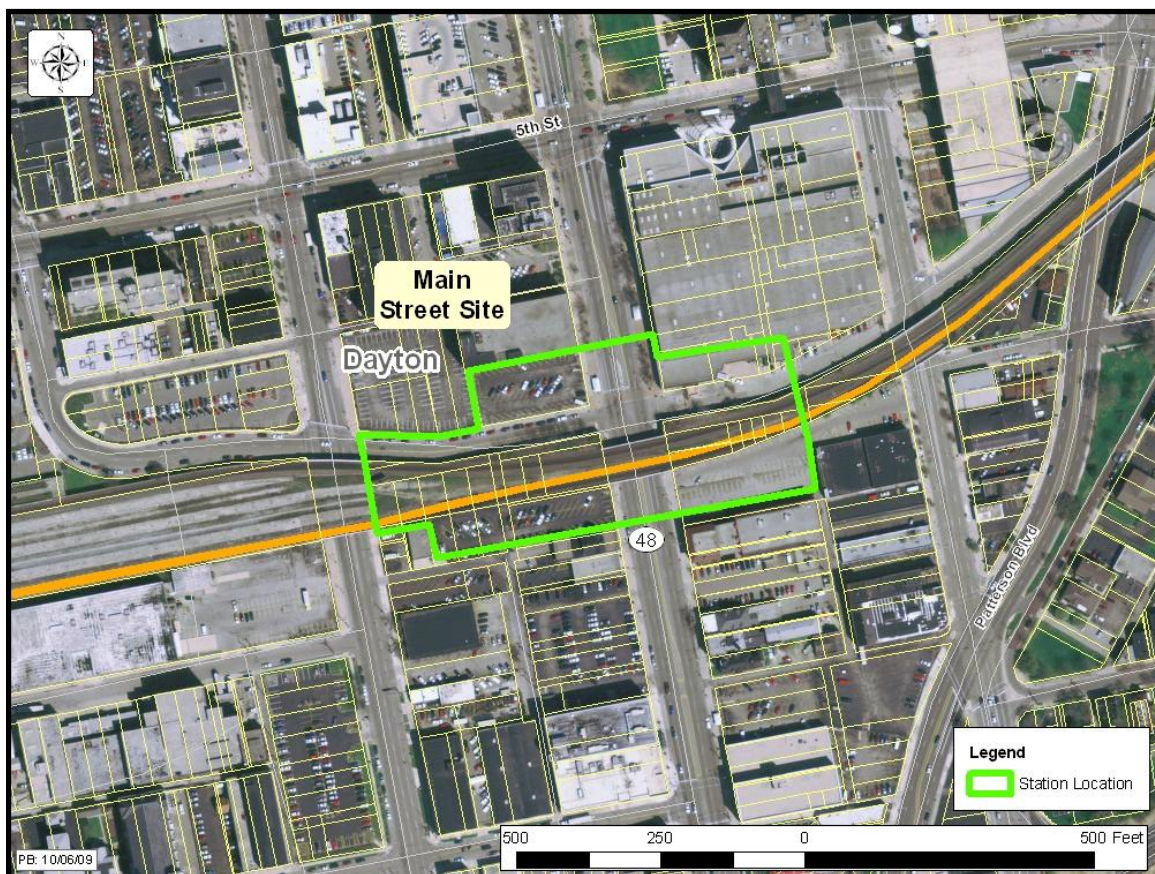 N
W E
S
5th St
Main
Street Site
Dayton
48
Patterson Blvd
Legend
Station Location
500 250 0 500 Feet
PB: 10/06/09